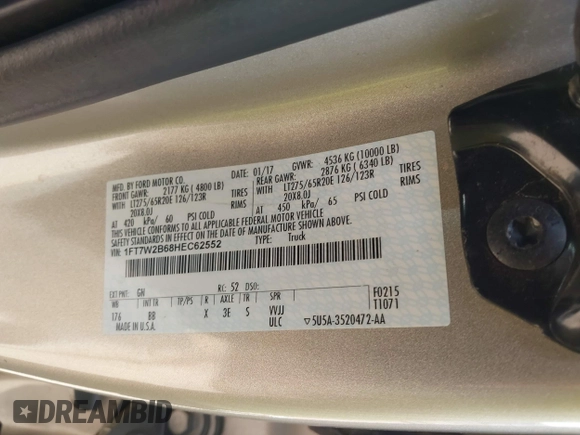 MFD. BY FORD MOTOR CO.
DATE: 01/17 GVWR: 4536 KG (10000 LB)
FRONT GAWR: 2177 KG (4800 LB) REAR GAWR: 2876 KG (6340 LB)
WITH LT275/65R20E 126/123R TIRES WITH LT275/65R20E 126/123R TIRES
20X8.0J RIMS 20X8.0J RIMS
AT 420 kPa/ 60 PSI COLD AT 450 kPa/ 65 PSI COLD
THIS VEHICLE CONFORMS TO ALL APPLICABLE FEDERAL MOTOR VEHICLE
SAFETY STANDARDS IN EFFECT ON THE DATE OF MANUFACTURE SHOWN ABOVE.
VIN: 1FT7W2B68HEC62552 TYPE: Truck
EXT PNT: GN RC: 52 DSO: F0215
WB INT TR TP/PS R AXLE TR SPR T1071
176 BB X 3E S VVJJ
MADE IN U.S.A. ULC ▽5U5A-3520472-AA
DREAMBID